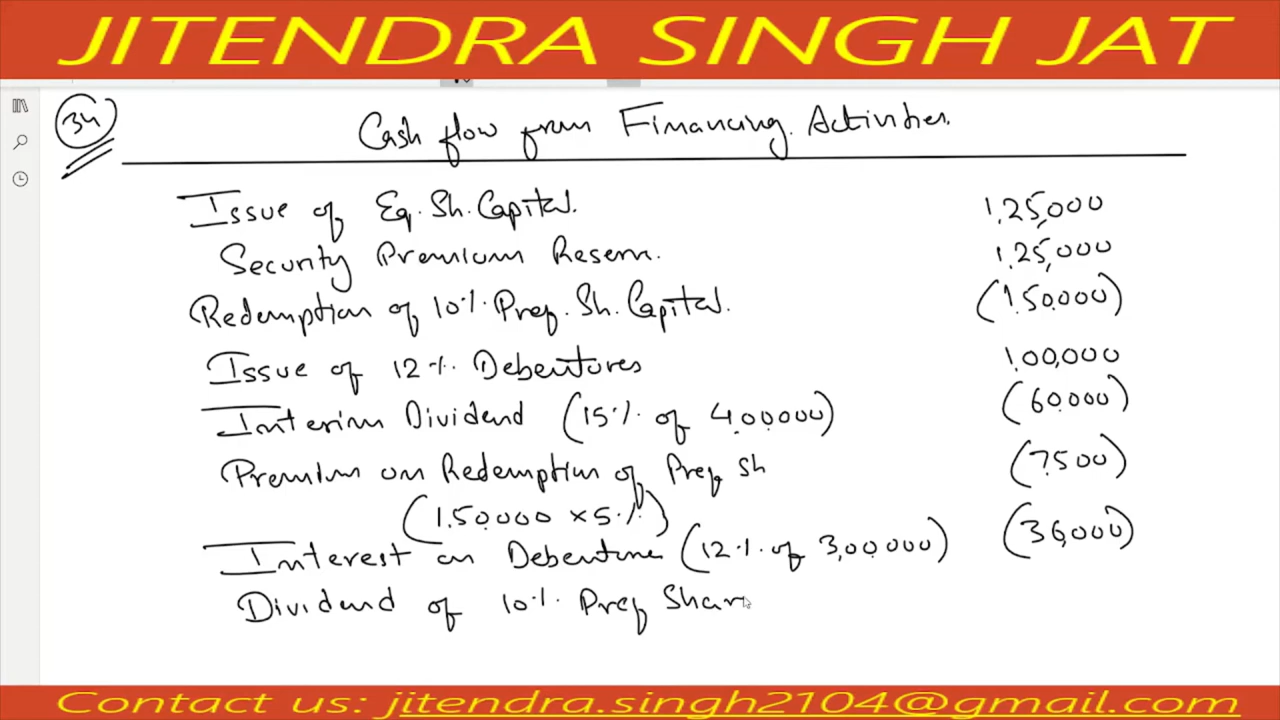 JITENDRA SINGH JAT
34 Cash flow from Financing Activities.
Issue of Eq. Sh. Capital. 1,25,000
Security Premium Reserve. 1,25,000
Redemption of 10%. Pref. Sh. Capital. (1,50,000)
Issue of 12%. Debentures 1,00,000
Interim Dividend (15%. of 4,00,000) (60,000)
Premium on Redemption of Pref Sh (7,500)
(1,50,000 × 5%.)
Interest on Debenture (12%. of 3,00,000) (36,000)
Dividend of 10%. Pref Shar
Contact us: jitendra.singh2104@gmail.com